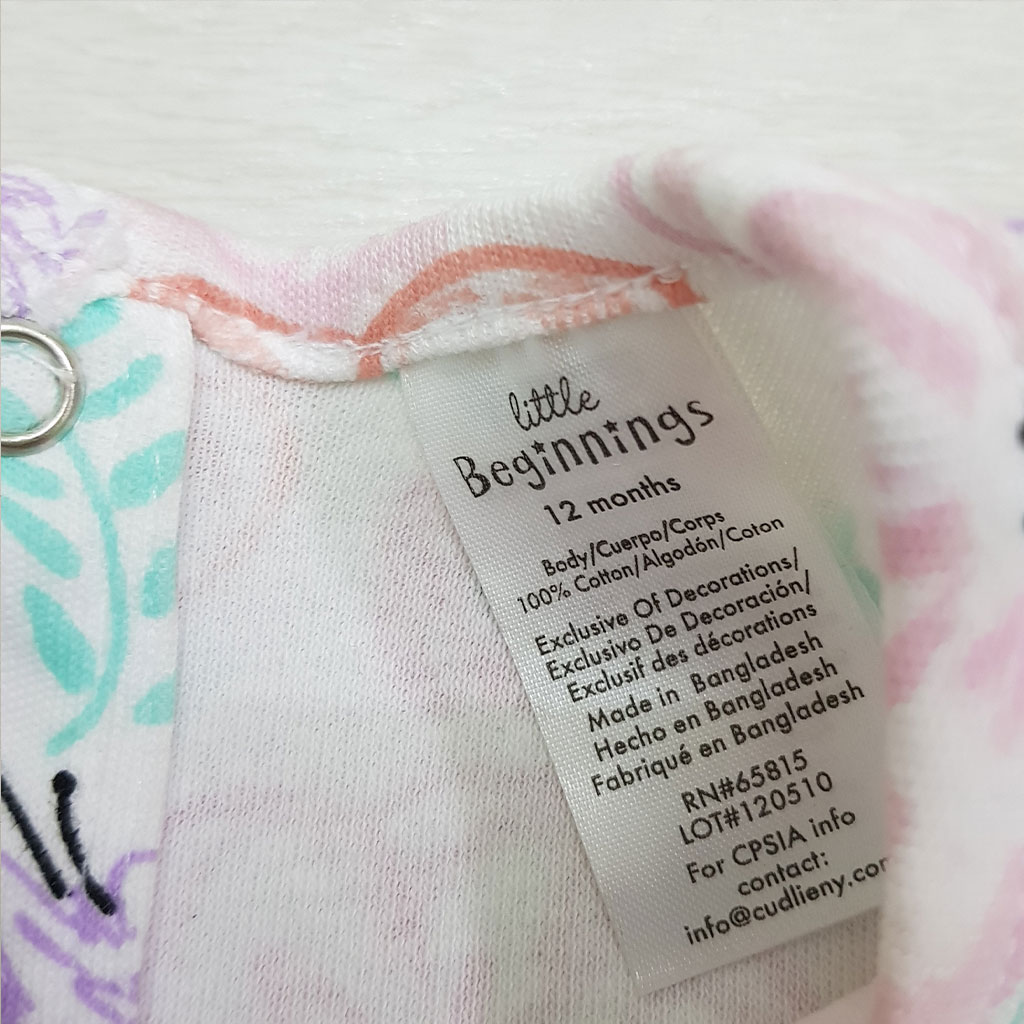 little
Beginnings
12 months
Body/Cuerpo/Corps
100% Cotton/Algodón/Coton
Exclusive Of Decorations/
Exclusivo De Decoración/
Exclusif des décorations
Made in Bangladesh
Hecho en Bangladesh
Fabriqué en Bangladesh
RN#65815
LOT#120510
For CPSIA info
contact:
info@cudlieny.co